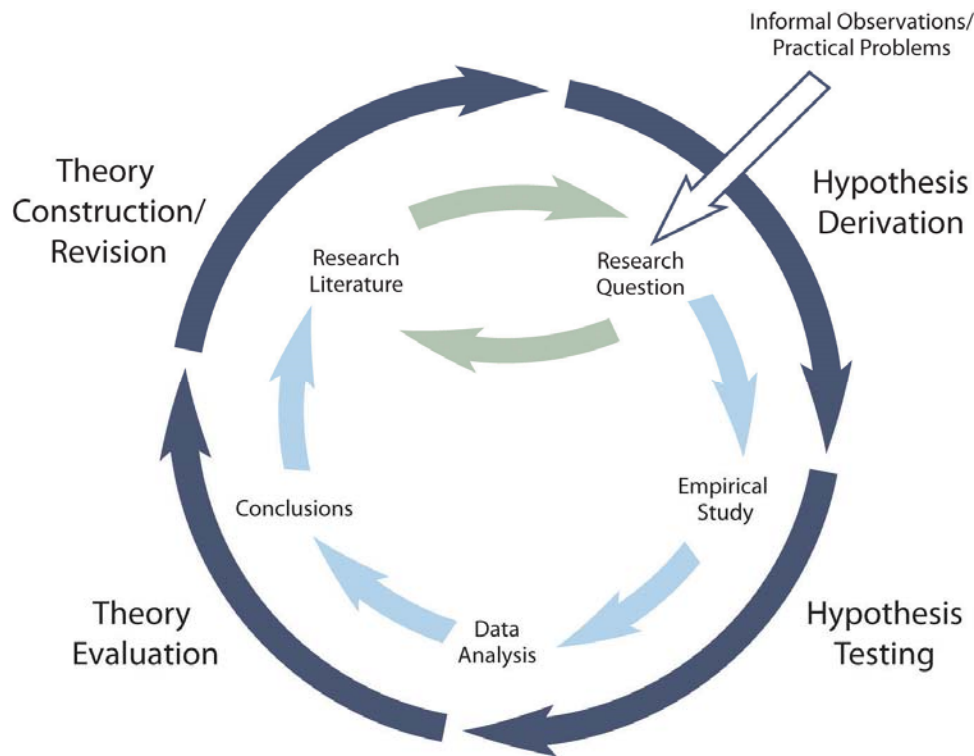 Informal Observations/
Practical Problems
Theory
Construction/
Revision
Hypothesis
Derivation
Research
Literature
Research
Question
Conclusions
Empirical
Study
Theory
Evaluation
Data
Analysis
Hypothesis
Testing